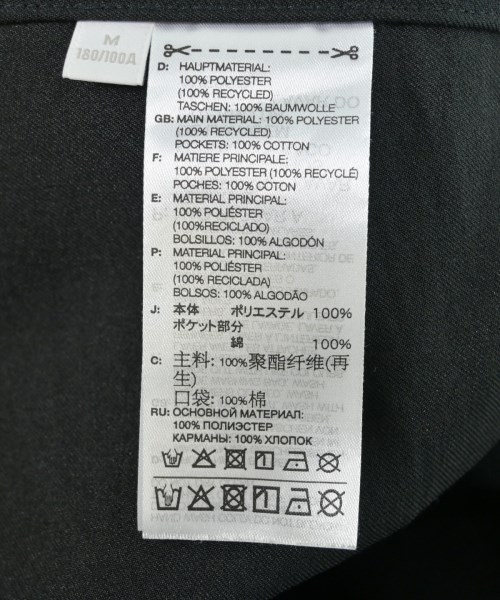 M
180/100A
D: HAUPTMATERIAL:
100% POLYESTER
(100% RECYCLED)
TASCHEN: 100% BAUMWOLLE
GB: MAIN MATERIAL: 100% POLYESTER
(100% RECYCLED)
POCKETS: 100% COTTON
F: MATIERE PRINCIPALE:
100% POLYESTER (100% RECYCLÉ)
POCHES: 100% COTON
E: MATERIAL PRINCIPAL:
100% POLIÉSTER
(100%RECICLADO)
BOLSILLOS: 100% ALGODÓN
P: MATERIAL PRINCIPAL:
100% POLIÉSTER
(100% RECICLADA)
BOLSOS: 100% ALGODÃO
J: 本体 ポリエステル 100%
ポケット部分
綿 100%
C: 主料: 100%聚酯纤维(再
生)
口袋: 100%棉
RU: ОСНОВНОЙ МАТЕРИАЛ:
100% ПОЛИЭСТЕР
КАРМАНЫ: 100% ХЛОПОК